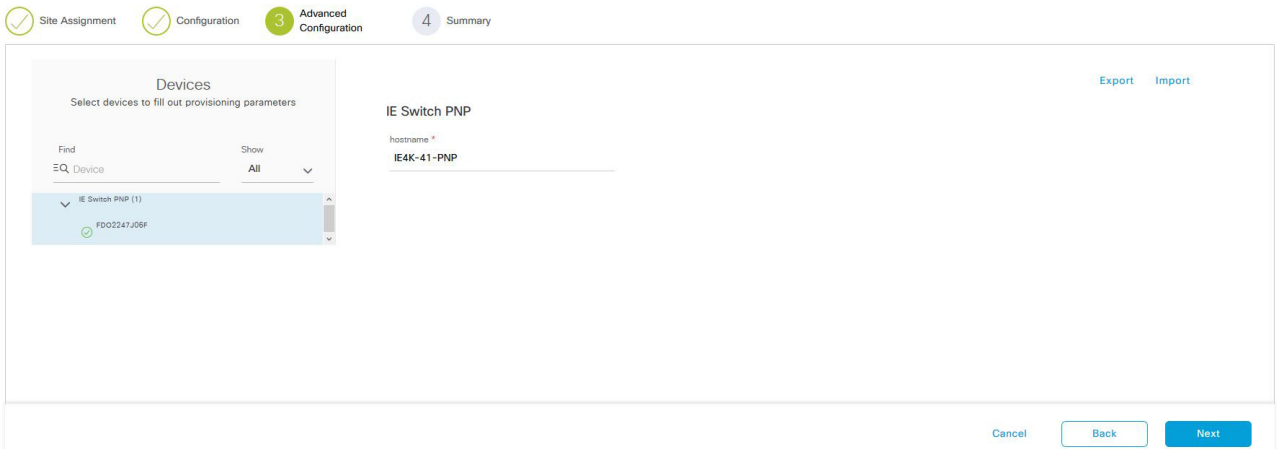 Site Assignment
Configuration
3
Advanced
Configuration
4
Summary
Devices
Select devices to fill out provisioning parameters
Find
Device
Show
All
IE Switch PNP (1)
FDO2247J06F
Export
Import
IE Switch PNP
hostname *
IE4K-41-PNP
Cancel
Back
Next